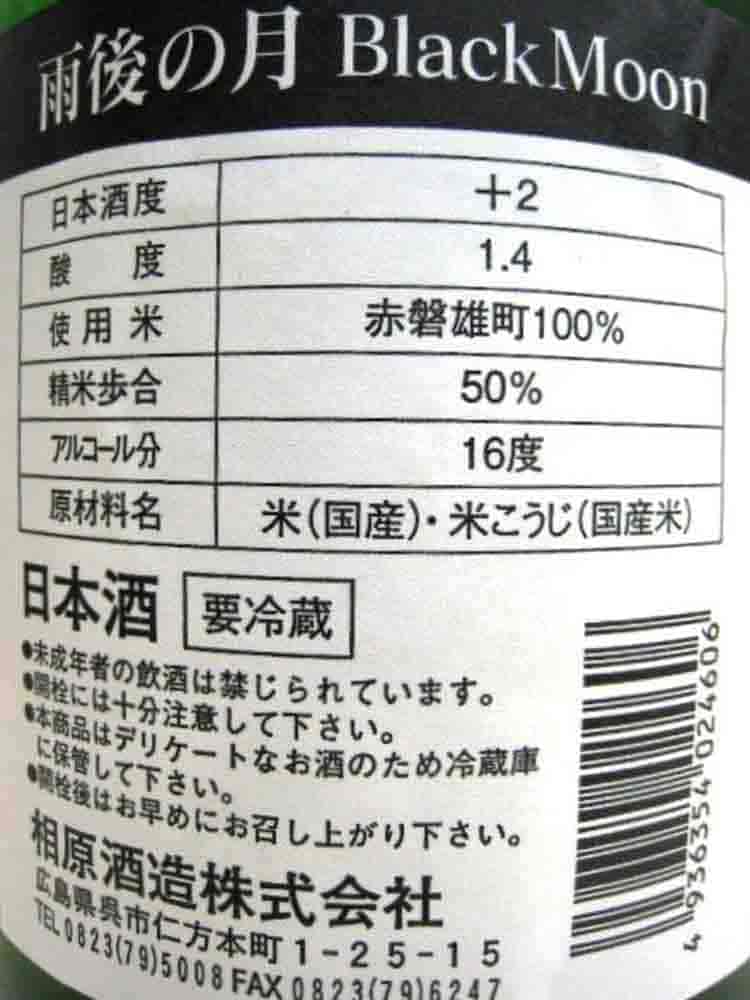 雨後の月 Black Moon
日本酒度 +2
酸 度 1.4
使用米 赤磐雄町100%
精米歩合 50%
アルコール分 16度
原材料名 米(国産)・米こうじ(国産米)
日本酒 要冷蔵
●未成年者の飲酒は禁じられています。
●開栓には十分注意して下さい。
●本商品はデリケートなお酒のため冷蔵庫
に保管して下さい。
●開栓後はお早めにお召し上がり下さい。
相原酒造株式会社
広島県呉市仁方本町1-25-15
TEL 0823(79)5008 FAX 0823(79)6247
4 936354 024606